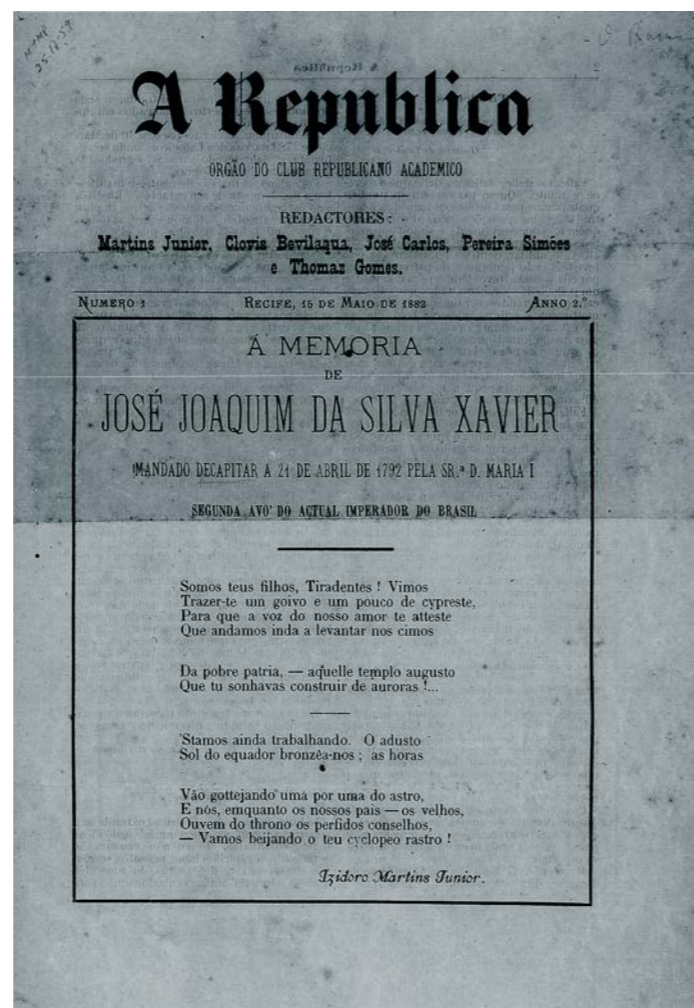 A Republica
ORGÃO DO CLUB REPUBLICANO ACADEMICO
REDACTORES:
Martins Junior, Clovis Bevilaqua, José Carlos, Pereira Simões
e Thomaz Gomes.
NUMERO 1 RECIFE, 15 DE MAIO DE 1882 ANNO 2.º
Á MEMORIA
DE
JOSÉ JOAQUIM DA SILVA XAVIER
MANDADO DECAPITAR A 21 DE ABRIL DE 1792 PELA SR.ª D. MARIA I
SEGUNDA AVO' DO ACTUAL IMPERADOR DO BRASIL
Somos teus filhos, Tiradentes ! Vimos
Trazer-te um goivo e um pouco de cypreste,
Para que a voz do nosso amor te atteste
Que andamos inda a levantar nos cimos
Da pobre patria, — aquelle templo augusto
Que tu sonhavas construir de auroras !...
'Stamos ainda trabalhando. O adusto
Sol do equador bronzêa-nos ; as horas
Vão gottejando uma por uma do astro,
E nós, emquanto os nossos pais — os velhos,
Ouvem do throno os perfidos conselhos,
— Vamos beijando o teu cyclopeo rastro !
Izidoro Martins Junior.